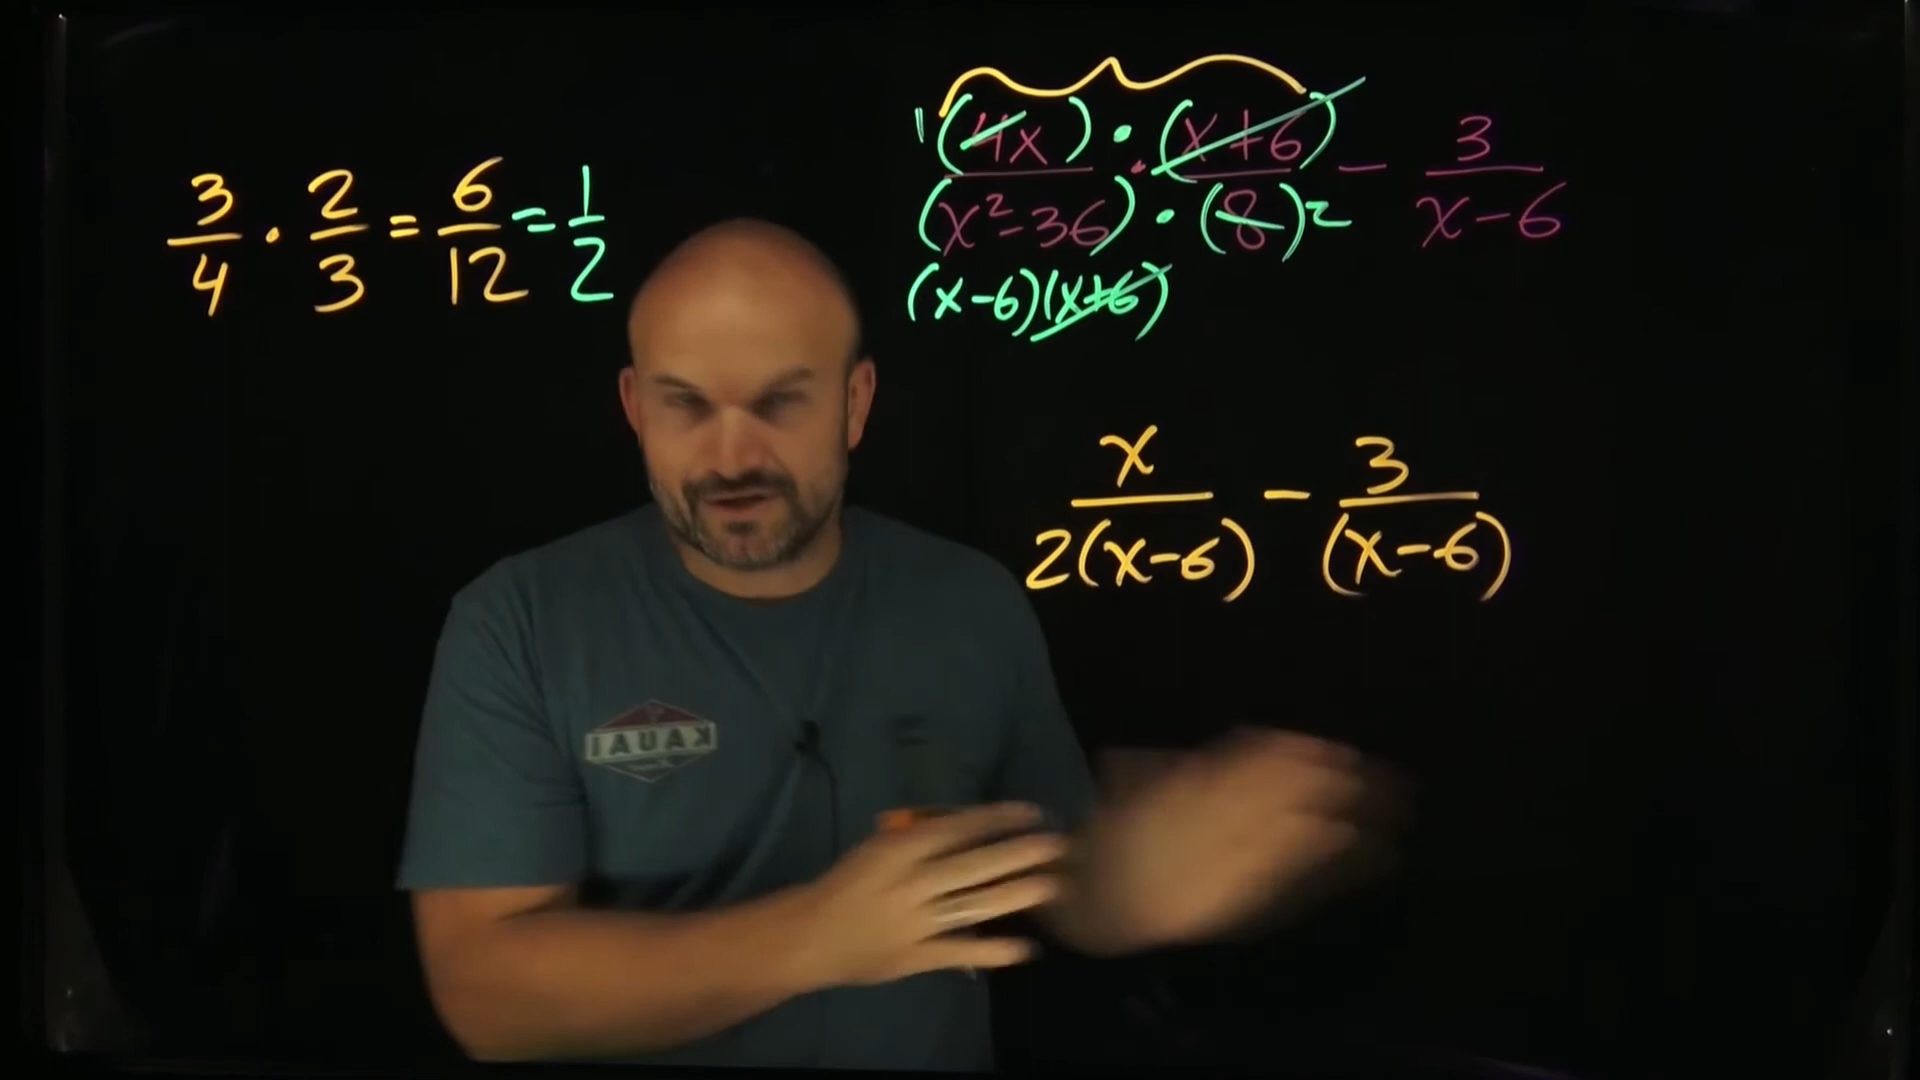 3/4 · 2/3 = 6/12 = 1/2
1(4x) · (x+6) / (x²-36) · (8)2 - 3/(x-6)
(x-6)(x+6)
x/2(x-6) - 3/(x-6)
KAUAI